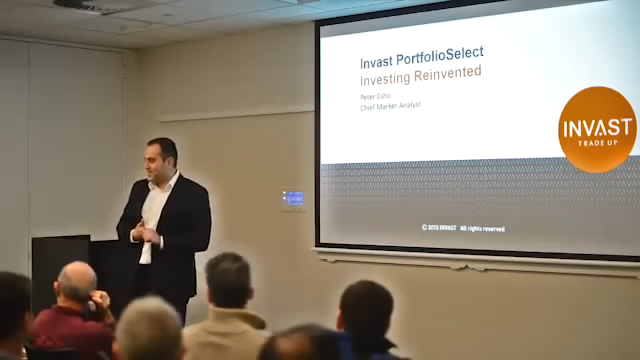 Invast PortfolioSelect
Investing Reinvented
Peter Esho
Chief Market Analyst
INVAST
TRADE UP
© 2015 INVAST All rights reserved